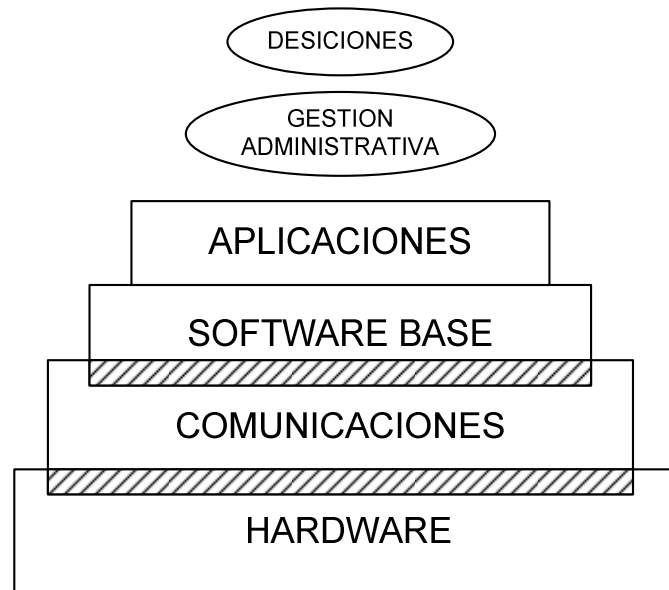 DESICIONES
GESTION
ADMINISTRATIVA
APLICACIONES
SOFTWARE BASE
COMUNICACIONES
HARDWARE